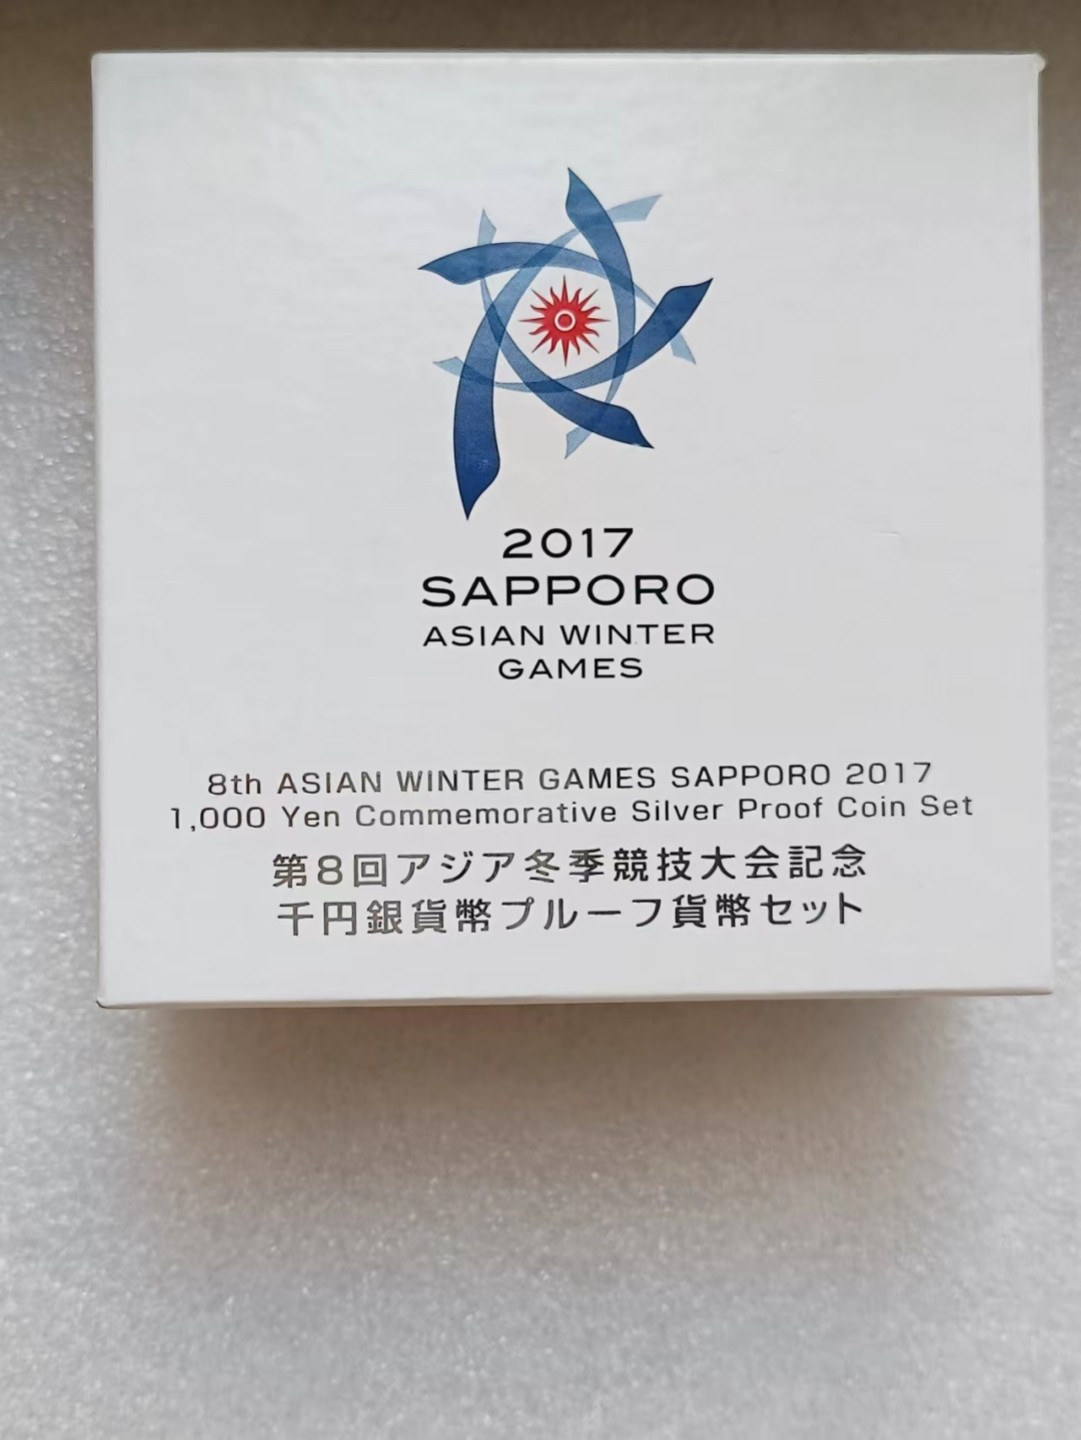 2017
SAPPORO
ASIAN WINTER
GAMES
8th ASIAN WINTER GAMES SAPPORO 2017
1,000 Yen Commemorative Silver Proof Coin Set
第8回アジア冬季競技大会記念
千円銀貨幣プルーフ貨幣セット